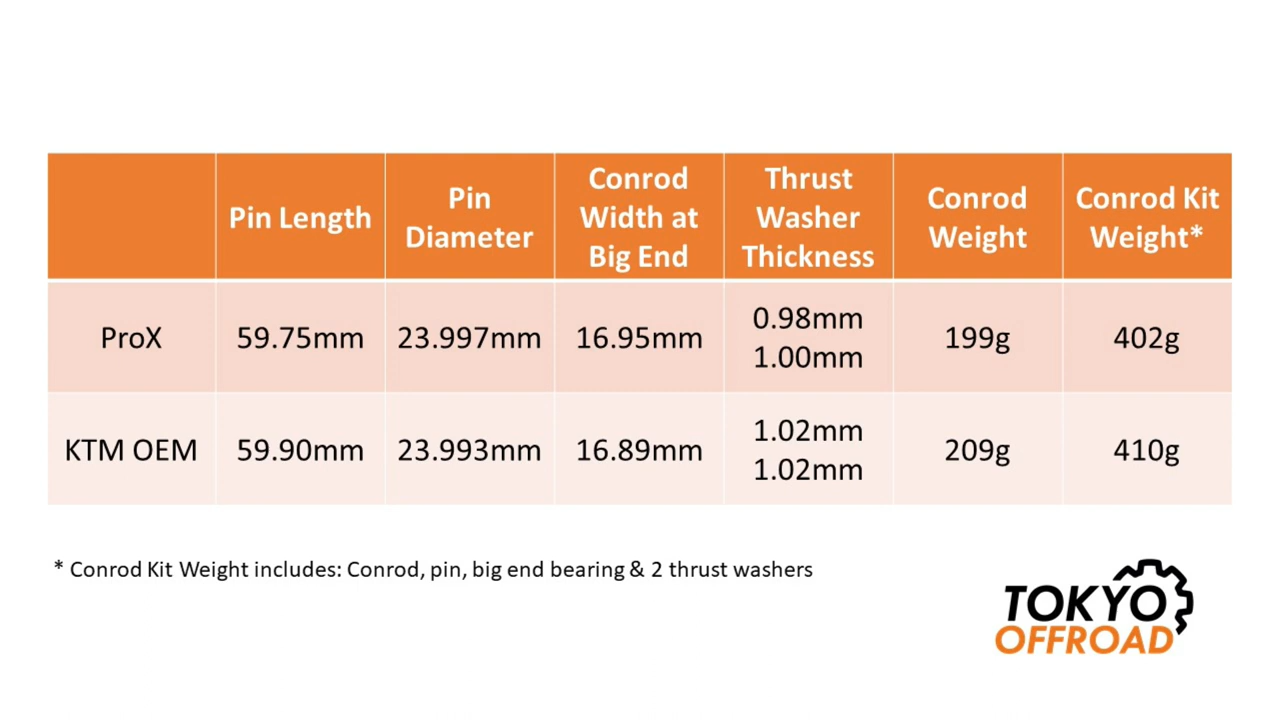 Pin Length
Pin
Diameter
Conrod
Width at
Big End
Thrust
Washer
Thickness
Conrod
Weight
Conrod Kit
Weight*
ProX
59.75mm
23.997mm
16.95mm
0.98mm
1.00mm
199g
402g
KTM OEM
59.90mm
23.993mm
16.89mm
1.02mm
1.02mm
209g
410g
* Conrod Kit Weight includes: Conrod, pin, big end bearing & 2 thrust washers
TOKYO
OFFROAD